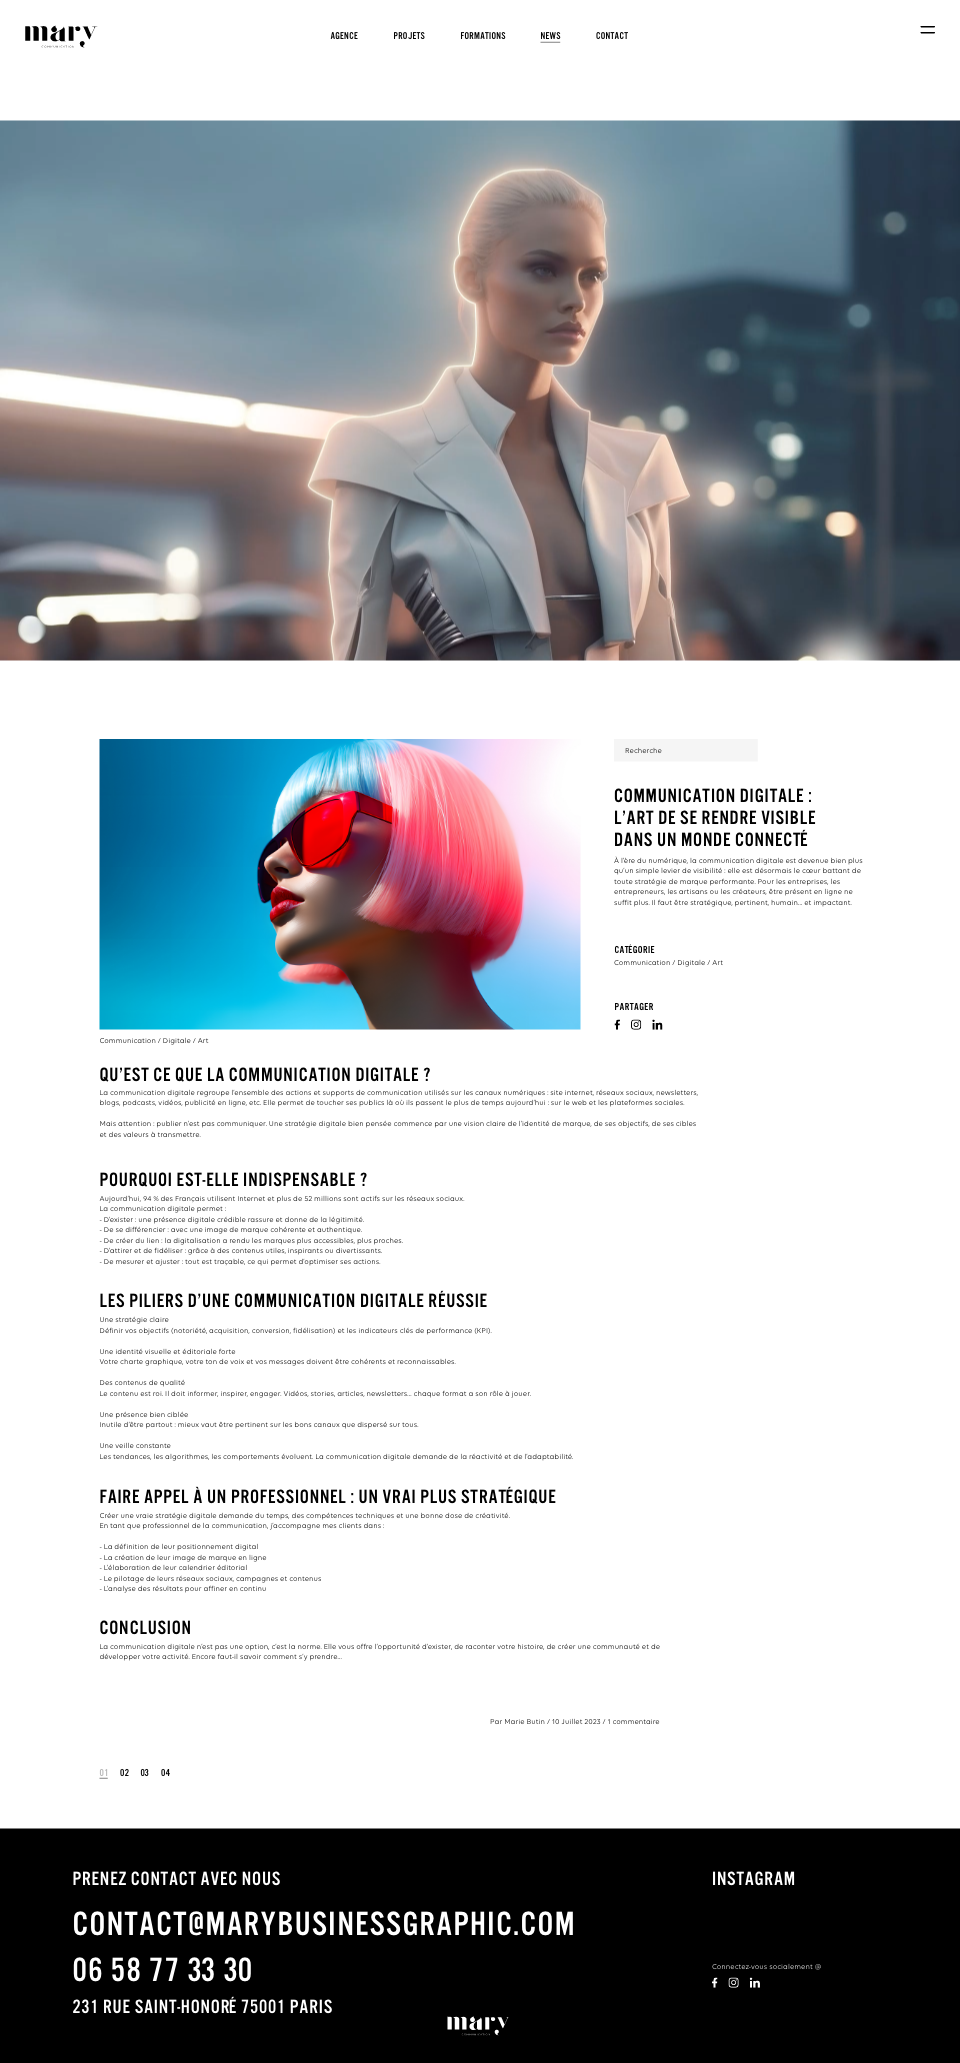 mary
COMMUNICATION
AGENCE
PROJETS
FORMATIONS
NEWS
CONTACT
Recherche
COMMUNICATION DIGITALE :
L’ART DE SE RENDRE VISIBLE
DANS UN MONDE CONNECTÉ
À l’ère du numérique, la communication digitale est devenue bien plus
qu’un simple levier de visibilité : elle est désormais le cœur battant de
toute stratégie de marque performante. Pour les entreprises, les
entrepreneurs, les artisans ou les créateurs, être présent en ligne ne
suffit plus. Il faut être stratégique, pertinent, humain… et impactant.
CATÉGORIE
Communication / Digitale / Art
PARTAGER
Communication / Digitale / Art
QU’EST CE QUE LA COMMUNICATION DIGITALE ?
La communication digitale regroupe l’ensemble des actions et supports de communication utilisés sur les canaux numériques : site internet, réseaux sociaux, newsletters,
blogs, podcasts, vidéos, publicité en ligne, etc. Elle permet de toucher ses publics là où ils passent le plus de temps aujourd’hui : sur le web et les plateformes sociales.
Mais attention : publier n’est pas communiquer. Une stratégie digitale bien pensée commence par une vision claire de l’identité de marque, de ses objectifs, de ses cibles
et des valeurs à transmettre.
POURQUOI EST-ELLE INDISPENSABLE ?
Aujourd’hui, 94 % des Français utilisent Internet et plus de 52 millions sont actifs sur les réseaux sociaux.
La communication digitale permet :
- D’exister : une présence digitale crédible rassure et donne de la légitimité.
- De se différencier : avec une image de marque cohérente et authentique.
- De créer du lien : la digitalisation a rendu les marques plus accessibles, plus proches.
- D’attirer et de fidéliser : grâce à des contenus utiles, inspirants ou divertissants.
- De mesurer et ajuster : tout est traçable, ce qui permet d’optimiser ses actions.
LES PILIERS D’UNE COMMUNICATION DIGITALE RÉUSSIE
Une stratégie claire
Définir vos objectifs (notoriété, acquisition, conversion, fidélisation) et les indicateurs clés de performance (KPI).
Une identité visuelle et éditoriale forte
Votre charte graphique, votre ton de voix et vos messages doivent être cohérents et reconnaissables.
Des contenus de qualité
Le contenu est roi. Il doit informer, inspirer, engager. Vidéos, stories, articles, newsletters… chaque format a son rôle à jouer.
Une présence bien ciblée
Inutile d’être partout : mieux vaut être pertinent sur les bons canaux que dispersé sur tous.
Une veille constante
Les tendances, les algorithmes, les comportements évoluent. La communication digitale demande de la réactivité et de l’adaptabilité.
FAIRE APPEL À UN PROFESSIONNEL : UN VRAI PLUS STRATÉGIQUE
Créer une vraie stratégie digitale demande du temps, des compétences techniques et une bonne dose de créativité.
En tant que professionnel de la communication, j’accompagne mes clients dans :
- La définition de leur positionnement digital
- La création de leur image de marque en ligne
- L’élaboration de leur calendrier éditorial
- Le pilotage de leurs réseaux sociaux, campagnes et contenus
- L’analyse des résultats pour affiner en continu
CONCLUSION
La communication digitale n’est pas une option, c’est la norme. Elle vous offre l’opportunité d’exister, de raconter votre histoire, de créer une communauté et de
développer votre activité. Encore faut-il savoir comment s’y prendre…
Par Marie Butin / 10 Juillet 2023 / 1 commentaire
01 02 03 04
PRENEZ CONTACT AVEC NOUS
CONTACT@MARYBUSINESSGRAPHIC.COM
06 58 77 33 30
231 RUE SAINT-HONORÉ 75001 PARIS
INSTAGRAM
Connectez-vous socialement @
mary